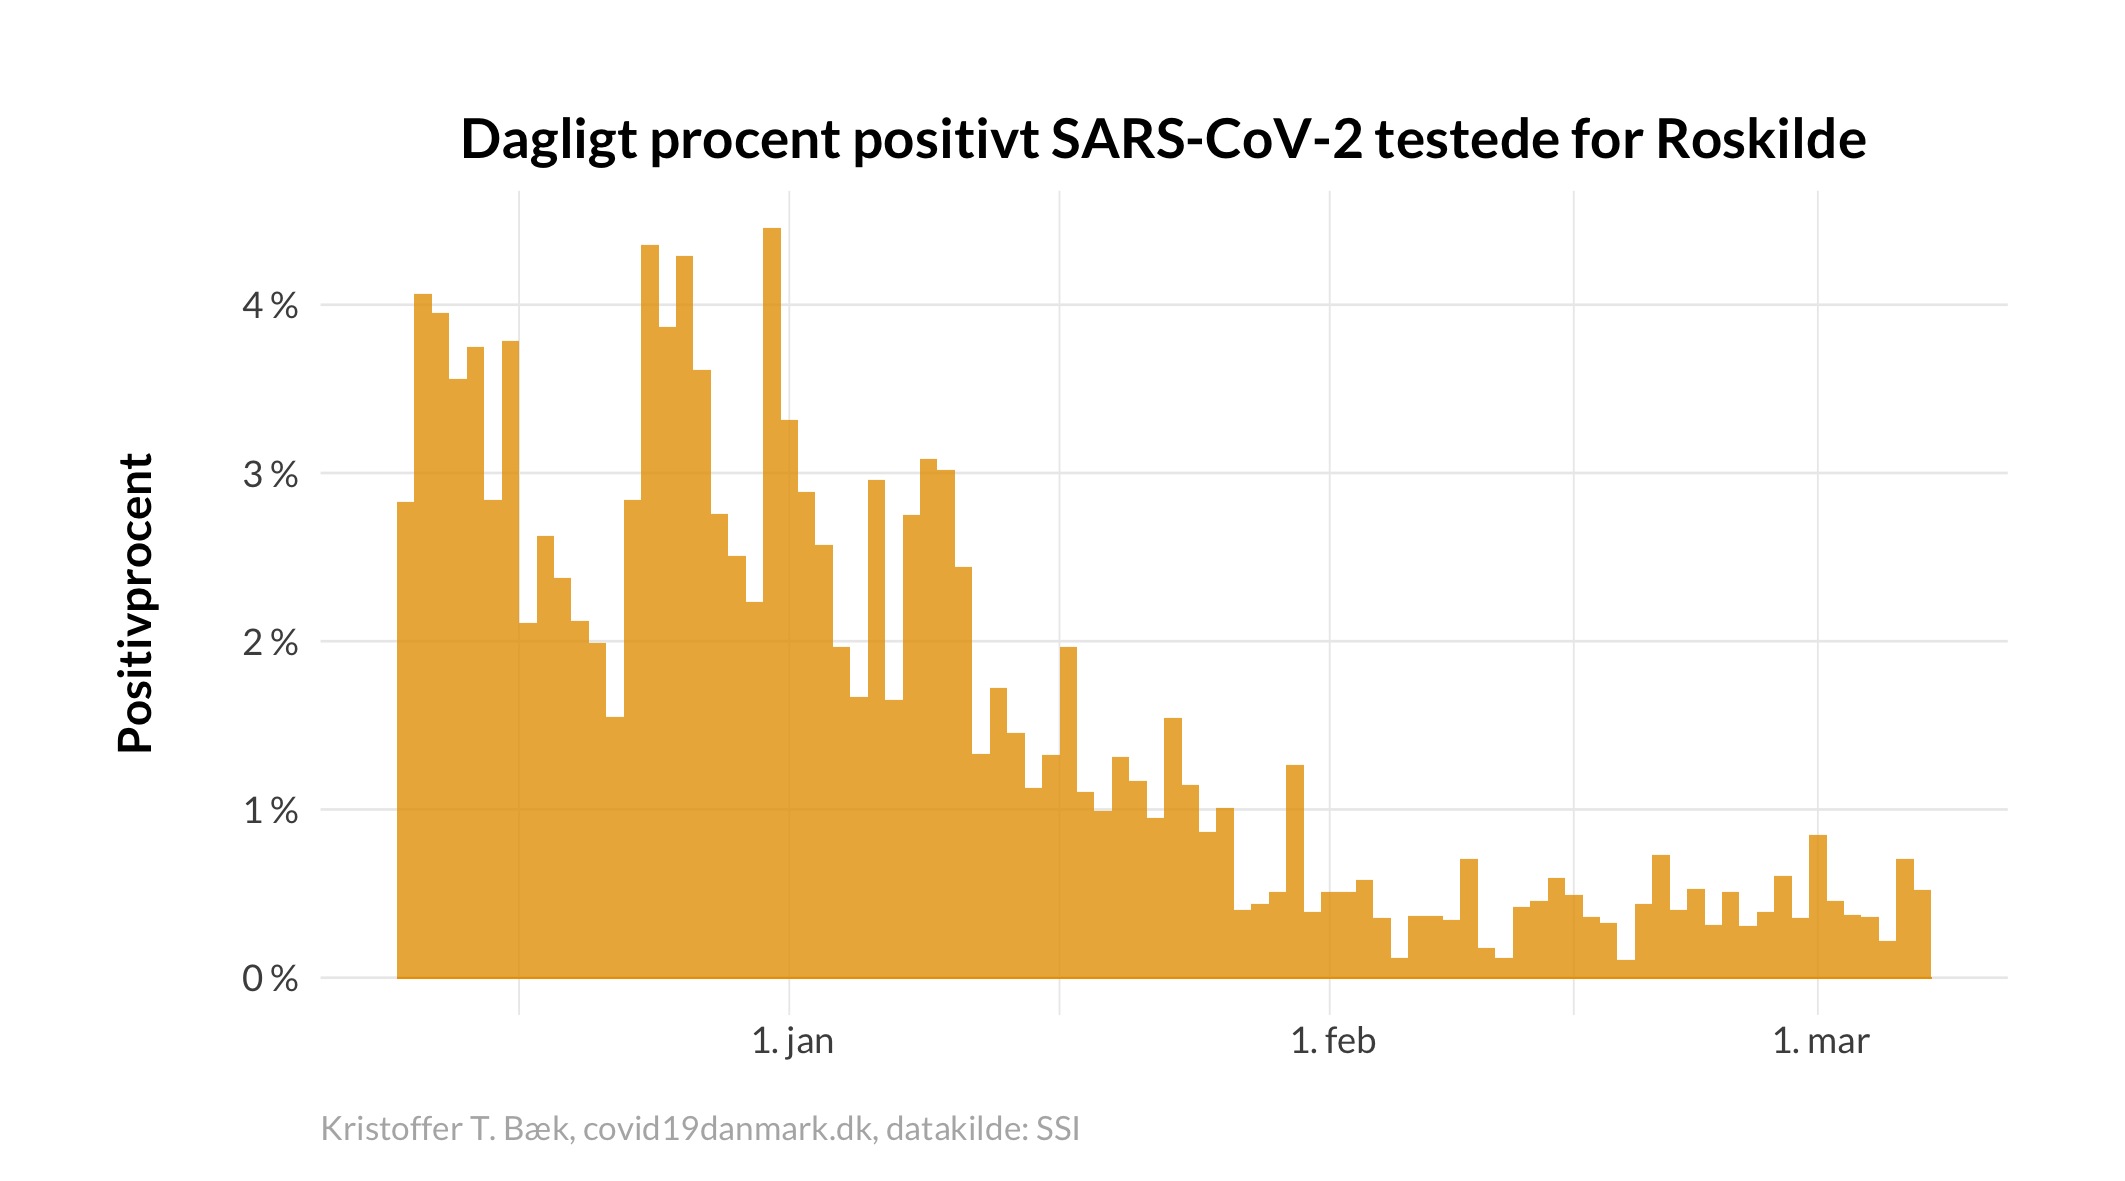 Dagligt procent positivt SARS-CoV-2 testede for Roskilde
Positivprocent
4 %
3 %
2 %
1 %
0 %
1. jan
1. feb
1. mar
Kristoffer T. Bæk, covid19danmark.dk, datakilde: SSI